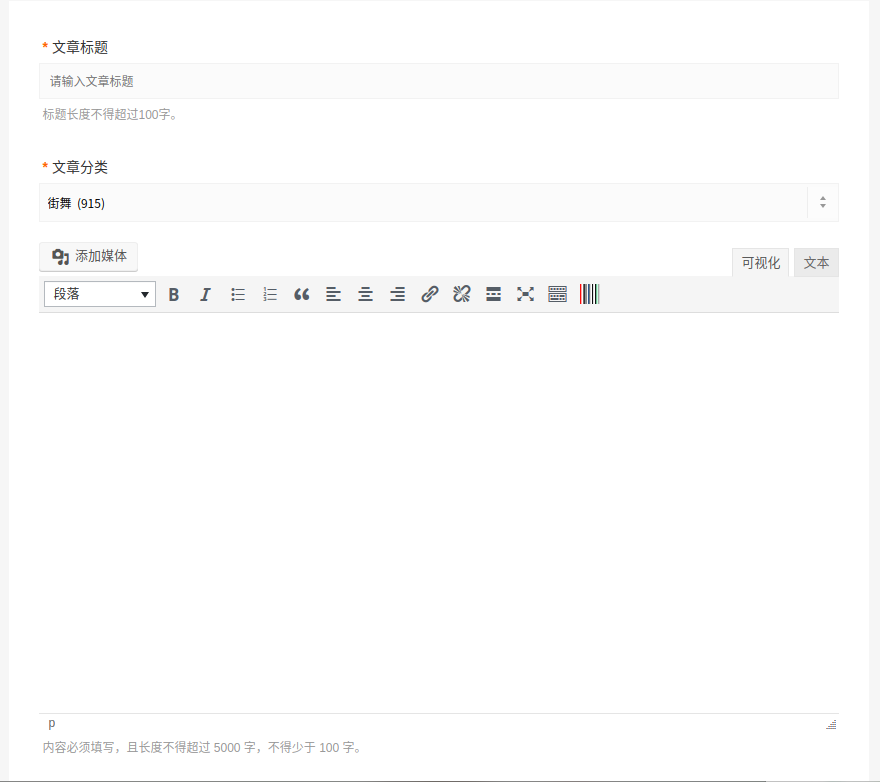 * 文章标题
请输入文章标题
标题长度不得超过100字。
* 文章分类
街舞 (915)
添加媒体
可视化 文本
段落 B I
p
内容必须填写，且长度不得超过 5000 字，不得少于 100 字。